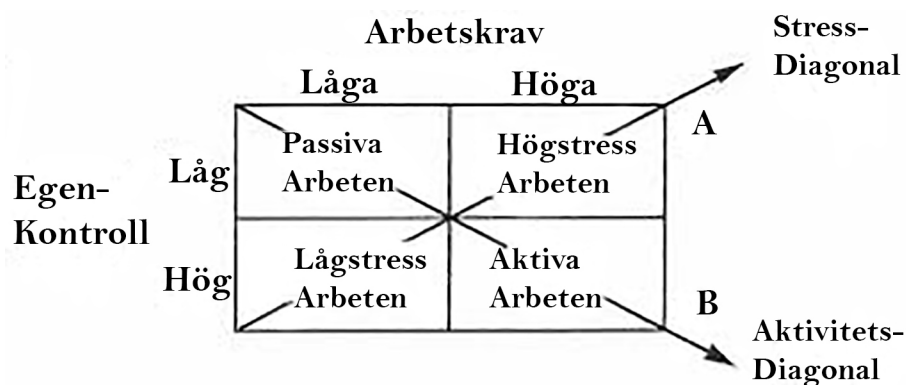 Arbetskrav
Stress-
Diagonal
Låga
Höga
A
Egen-
Kontroll
Låg
Passiva
Arbeten
Högstress
Arbeten
Hög
Lågstress
Arbeten
Aktiva
Arbeten
B
Aktivitets-
Diagonal